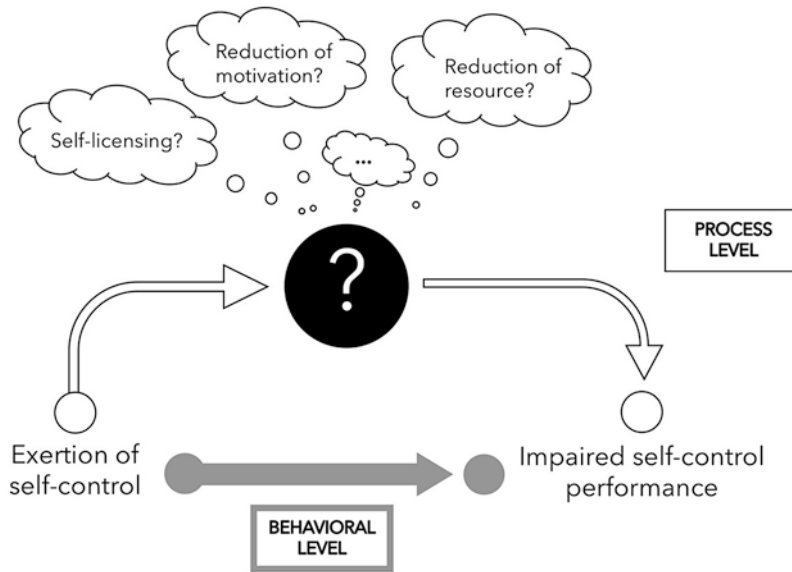 Reduction of
motivation?
Reduction of
resource?
Self-licensing?
...
PROCESS
LEVEL
?
Exertion of
self-control
Impaired self-control
performance
BEHAVIORAL
LEVEL